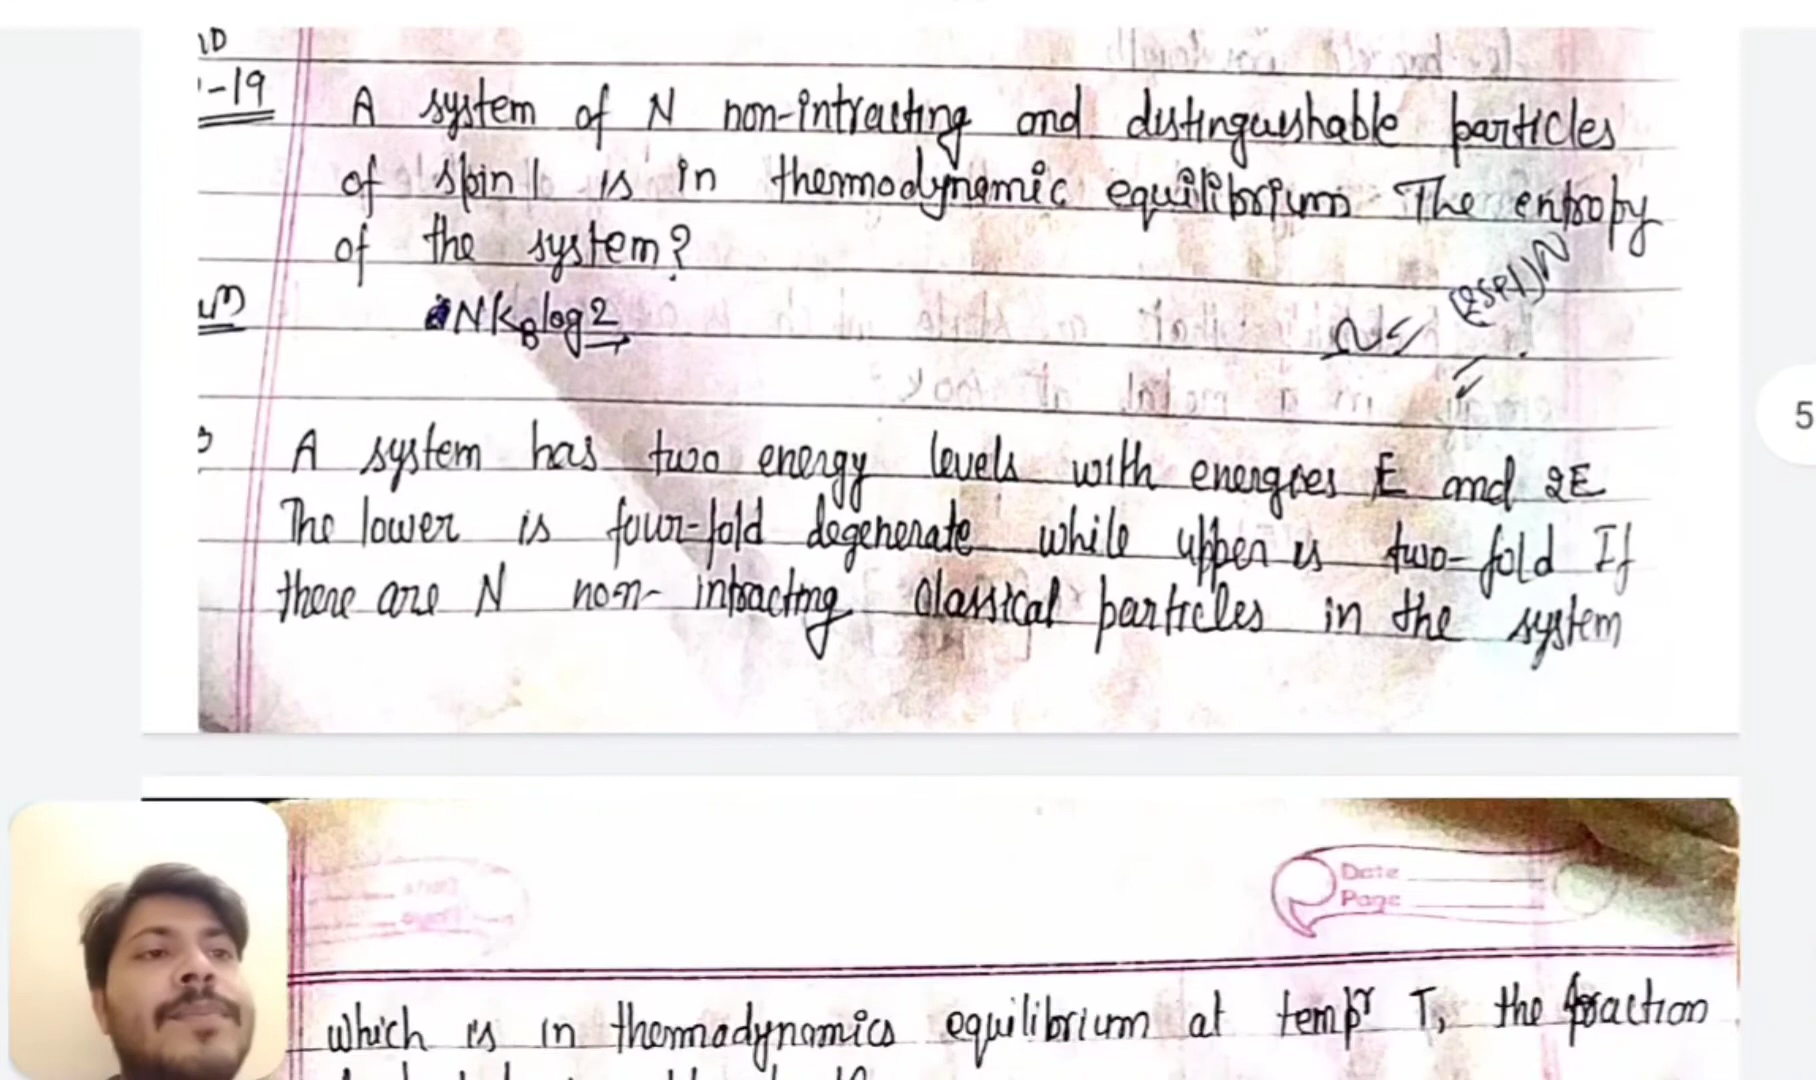 10
-19
A system of N non-intracting and distinguishable particles
of spin 1 is in thermodynamic equilibrium. The entropy
of the system?
NkBlog2
(2S+1)N
A system has two energy levels with energies E and 2E
The lower is four-fold degenerate while upper is two-fold If
there are N non-intracting classical particles in the system
5
Date
Page
which is in thermodynamics equilibrium at tempr T, the fraction